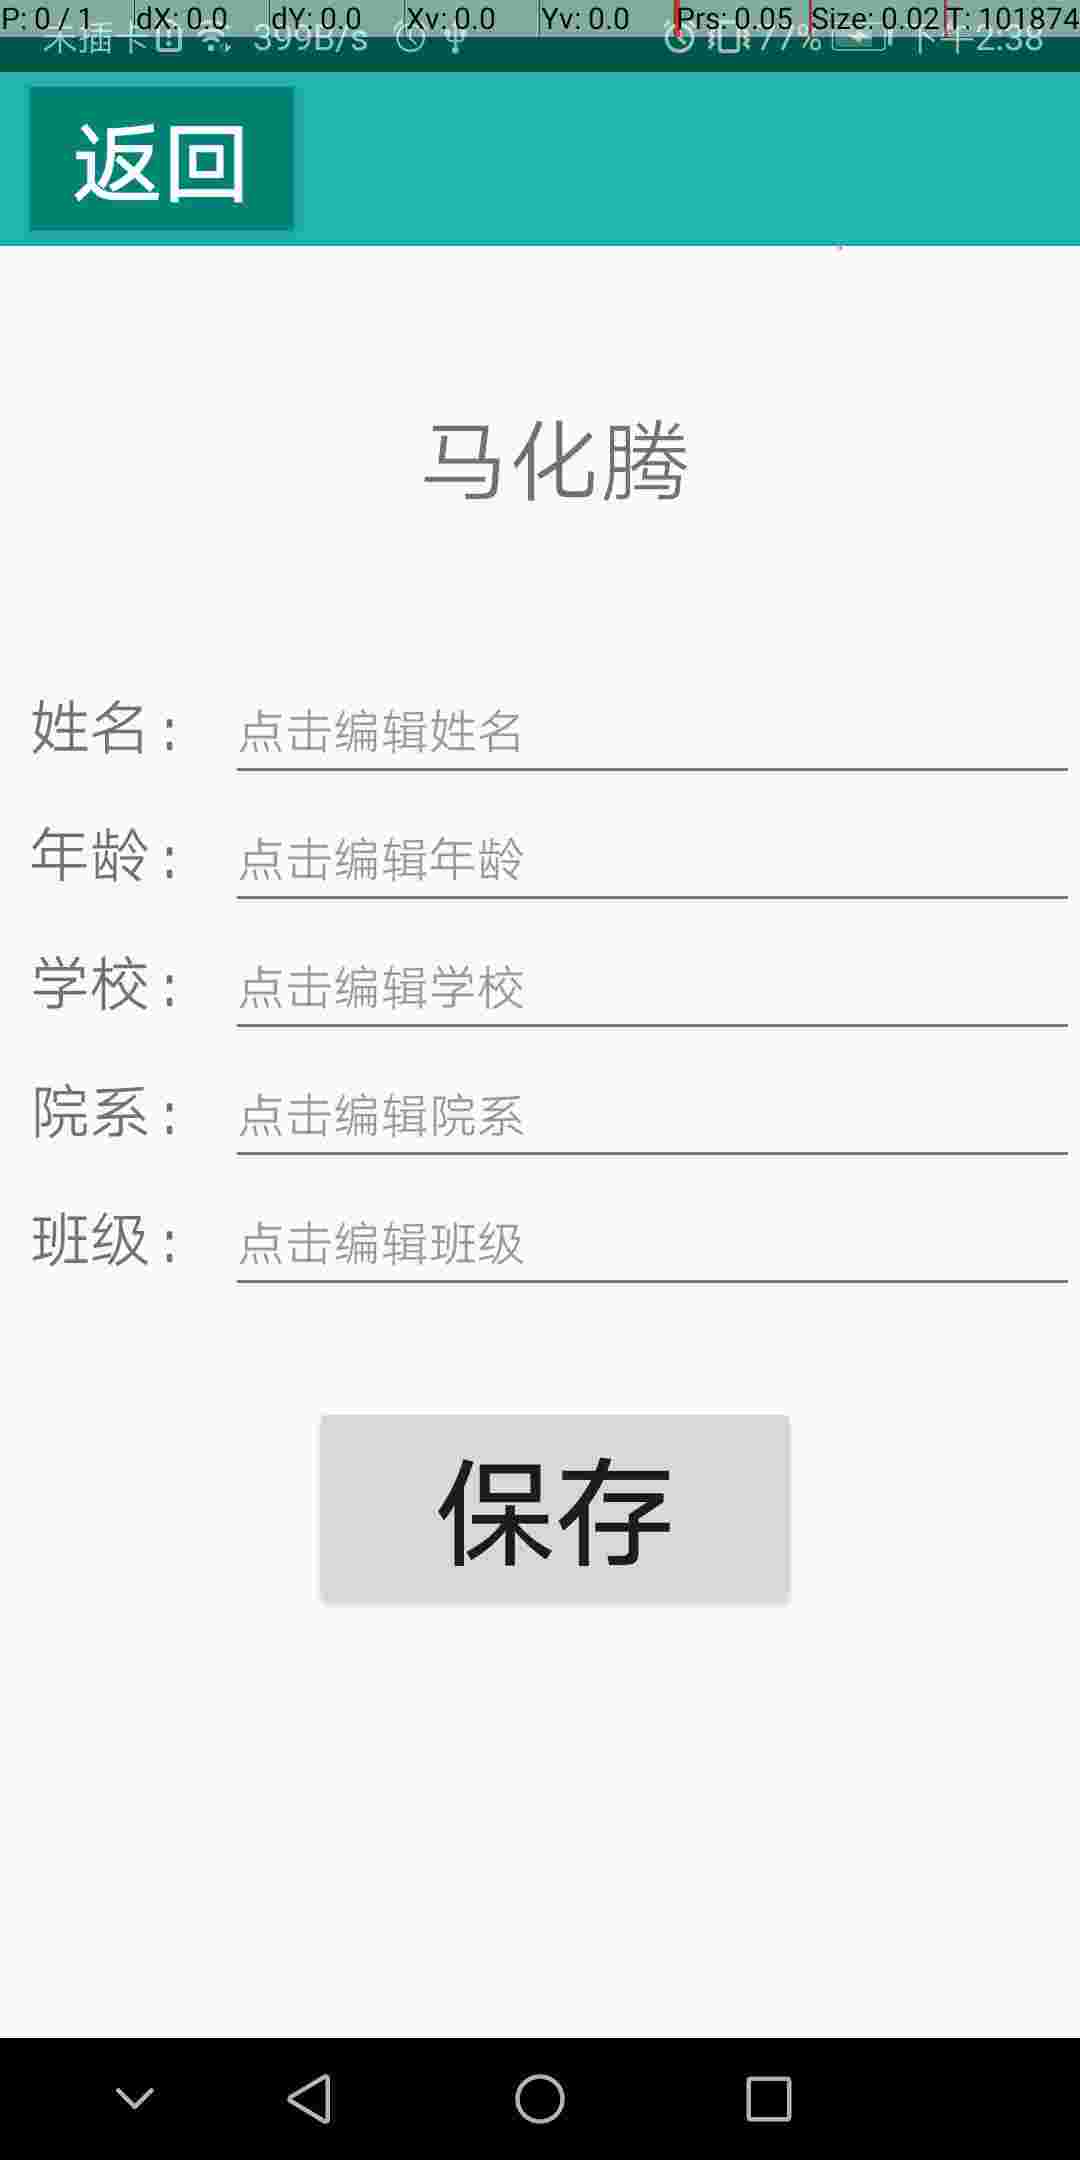 P: 0 / 1 dX: 0.0 dY: 0.0 Xv: 0.0 Yv: 0.0 Prs: 0.05 Size: 0.02 T: 101874
未插卡 399B/s 77% 下午2:38
返回
马化腾
姓名: 点击编辑姓名
年龄: 点击编辑年龄
学校: 点击编辑学校
院系: 点击编辑院系
班级: 点击编辑班级
保存